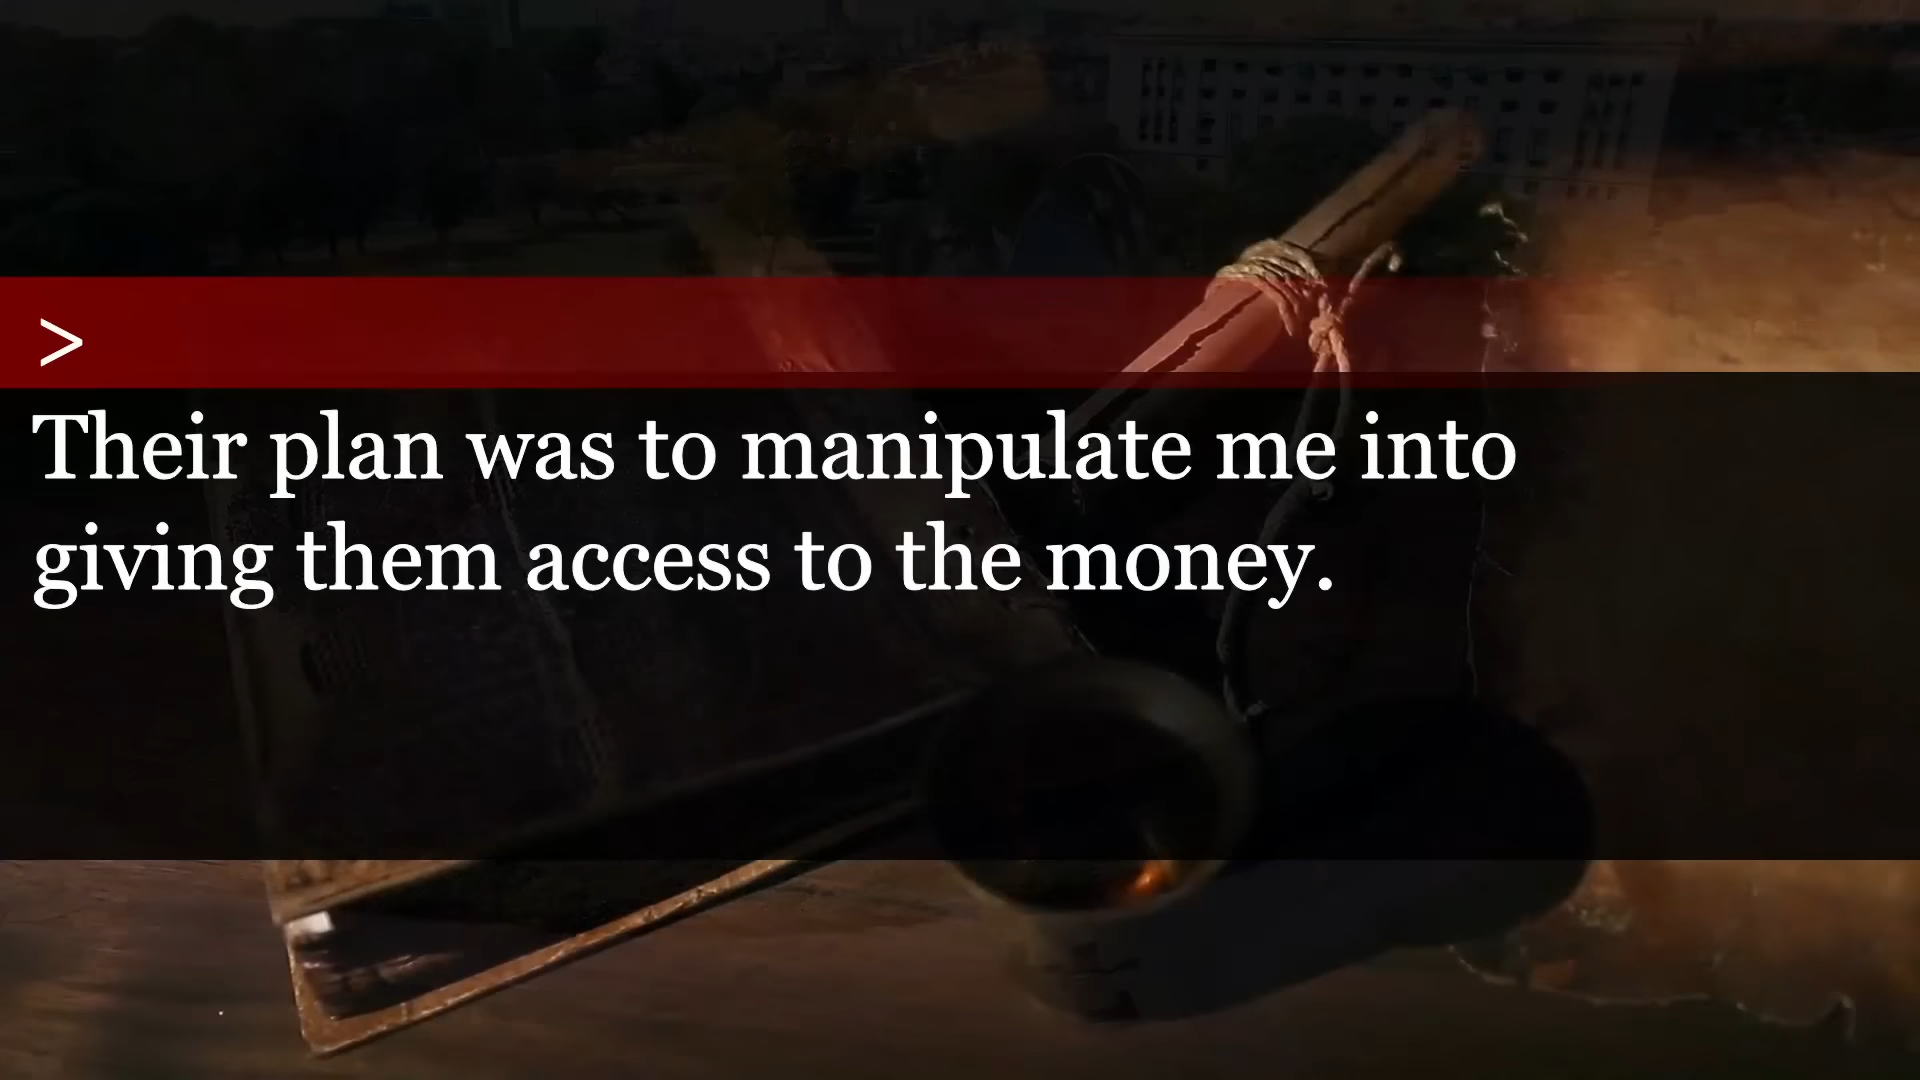 >
Their plan was to manipulate me into
giving them access to the money.